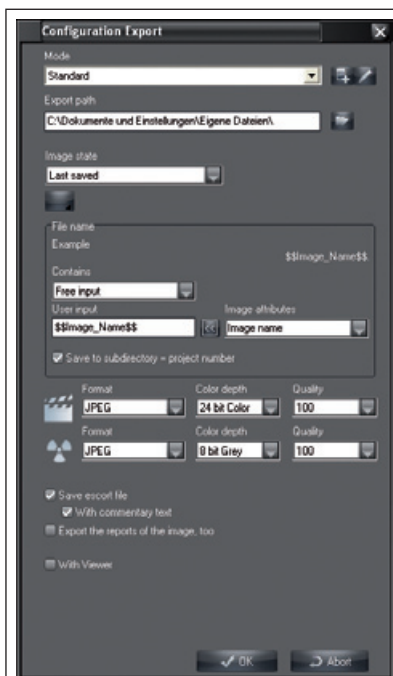 Configuration Export
Mode
Standard
Export path
C:\Dokumente und Einstellungen\Eigene Dateien\
Image state
Last saved
File name
Example
$$Image_Name$$
Contains
Free input
User input Image attributes
$$Image_Name$$ << Image name
Save to subdirectory = project number
Format Color depth Quality
JPEG 24 bit Color 100
Format Color depth Quality
JPEG 8 bit Grey 100
Save escort file
With commentary text
Export the reports of the image, too
With Viewer
OK Abort